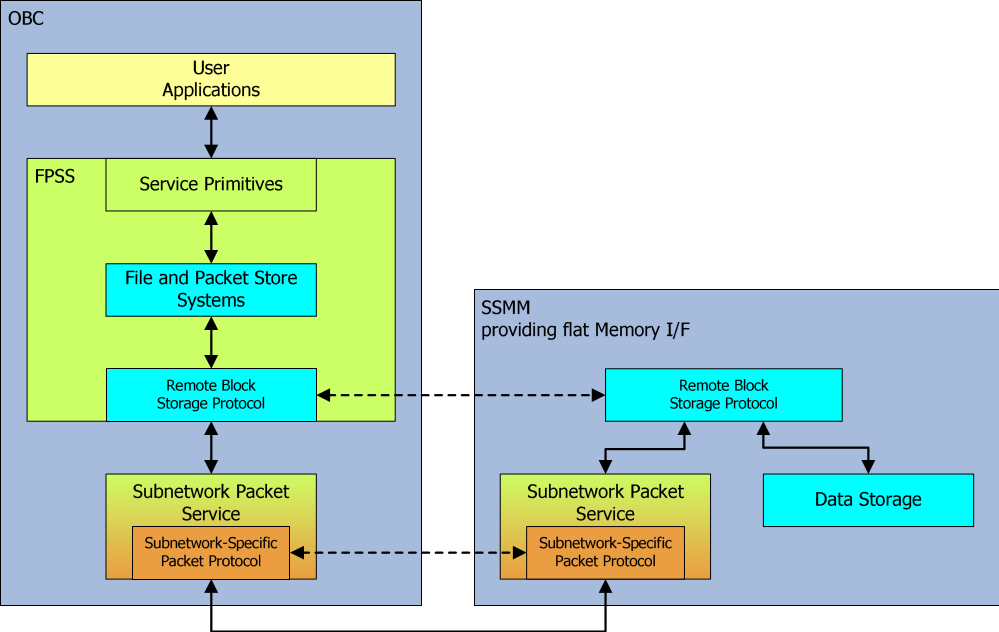 OBC
User
Applications
FPSS
Service Primitives
File and Packet Store
Systems
Remote Block
Storage Protocol
Subnetwork Packet
Service
Subnetwork-Specific
Packet Protocol
SSMM
providing flat Memory I/F
Remote Block
Storage Protocol
Subnetwork Packet
Service
Subnetwork-Specific
Packet Protocol
Data Storage